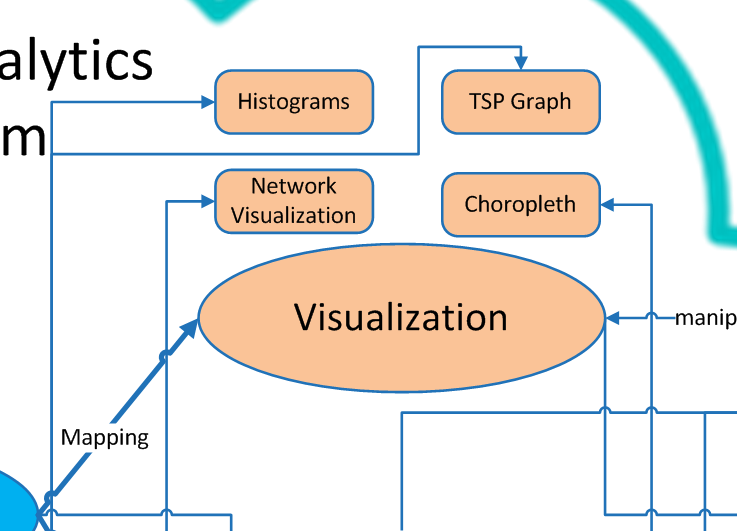 alytics
m
Histograms
TSP Graph
Network
Visualization
Choropleth
Visualization
manip
Mapping